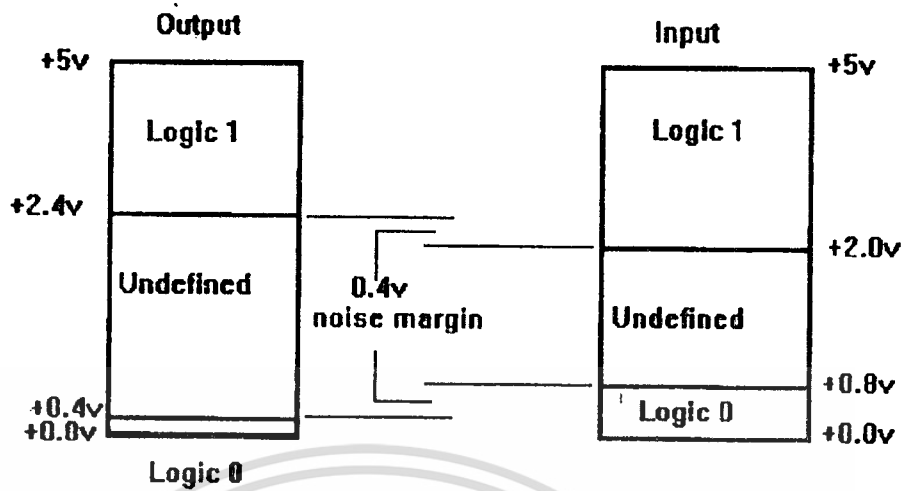 Output
Input
+5v
+5v
Logic 1
Logic 1
+2.4v
+2.0v
Undefined
0.4v
noise margin
Undefined
+0.8v
+0.4v
Logic 0
+0.0v
+0.0v
Logic 0